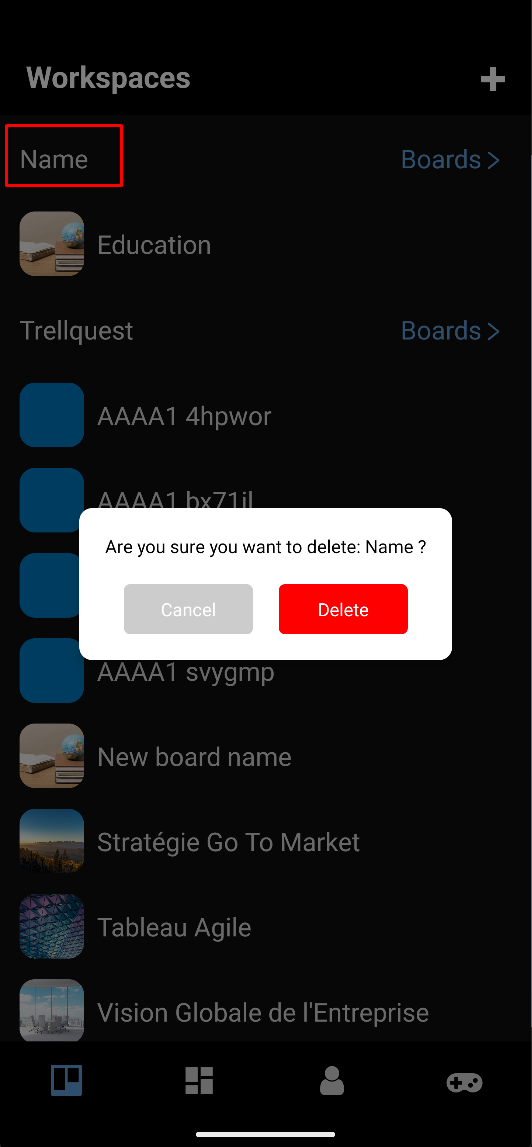 Workspaces
Name
Boards >
Education
Trellquest
Boards >
AAAA1 4hpwor
AAAA1 bx71il
Are you sure you want to delete: Name ?
Cancel
Delete
AAAA1 svygmp
New board name
Stratégie Go To Market
Tableau Agile
Vision Globale de l'Entreprise